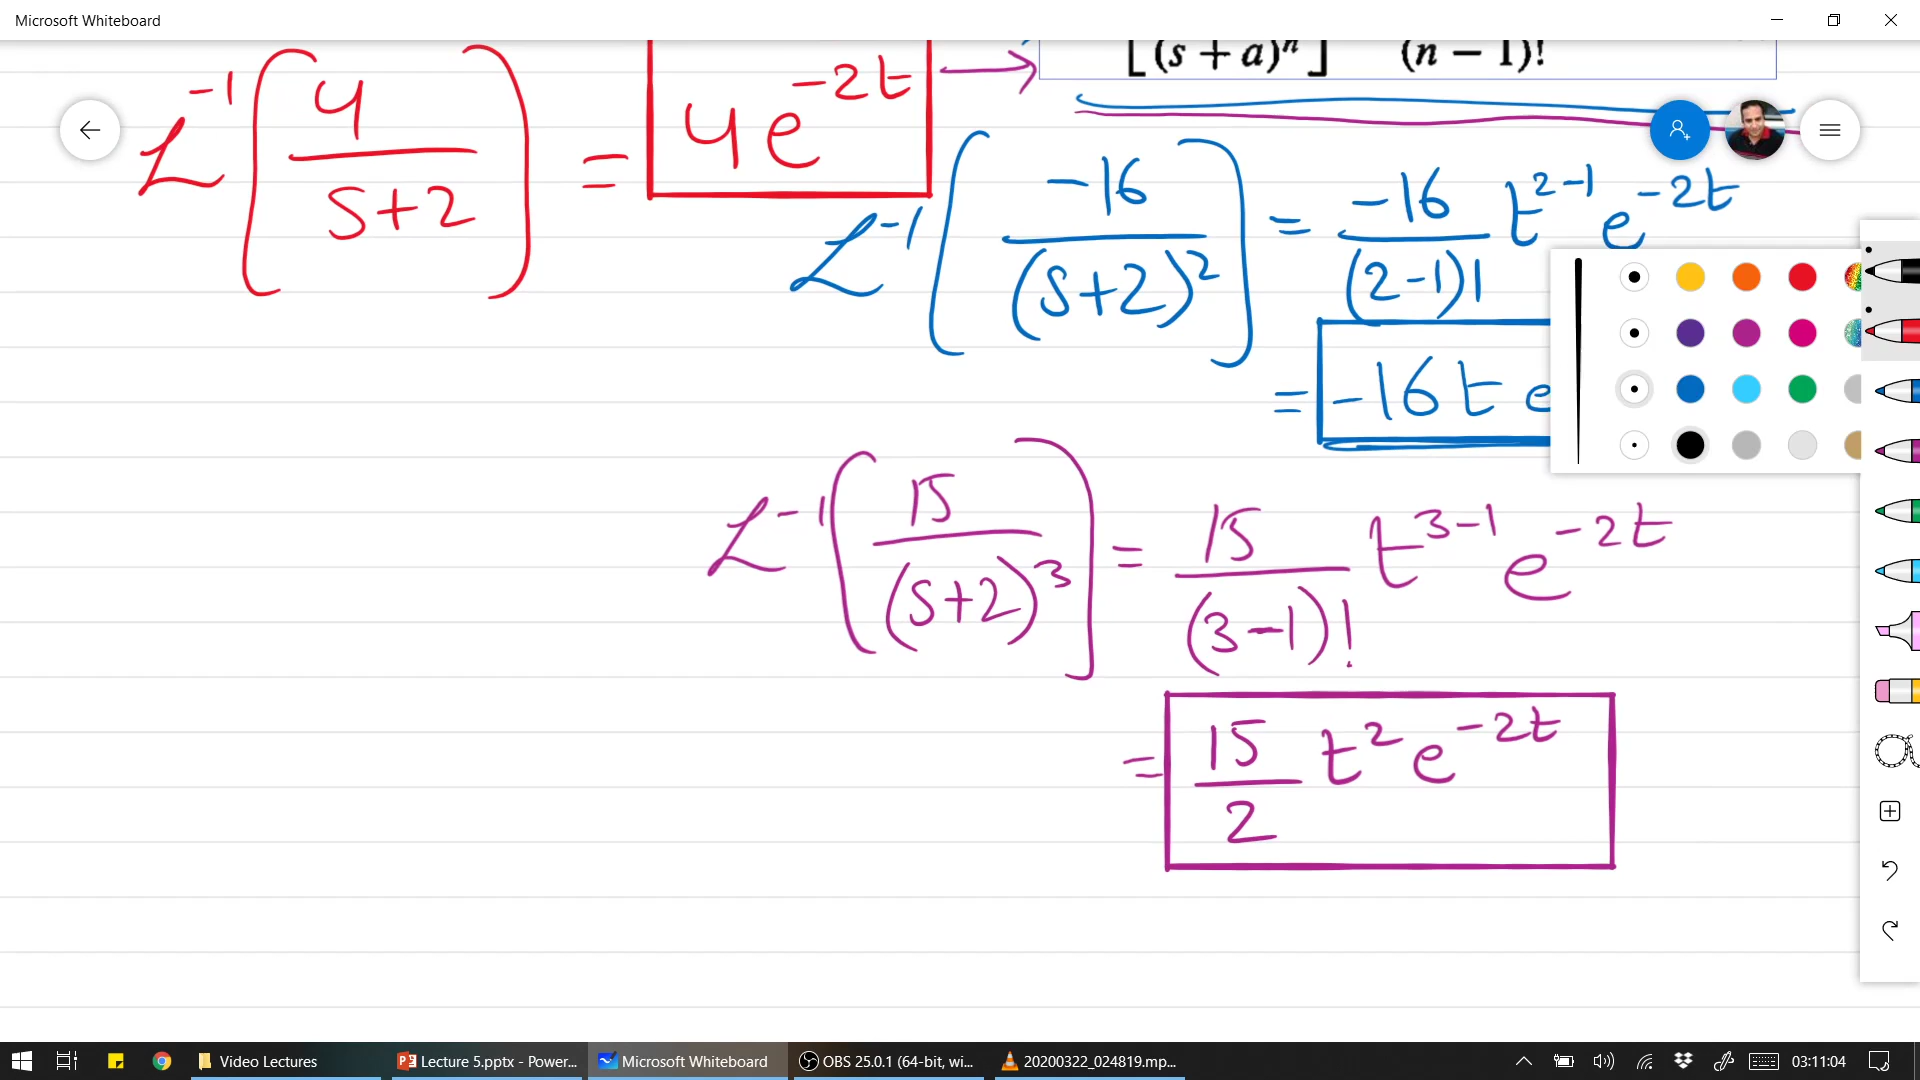 Microsoft Whiteboard
[(s + a)ⁿ] (n − 1)!
L⁻¹[4/(s+2)] = 4e^(-2t)
L⁻¹[-16/(s+2)²] = -16/(2-1)! t^(2-1) e^(-2t)
= -16 t e
L⁻¹[15/(s+2)³] = 15/(3-1)! t^(3-1) e^(-2t)
= 15/2 t² e^(-2t)
Video Lectures Lecture 5.pptx - Power... Microsoft Whiteboard OBS 25.0.1 (64-bit, wi... 20200322_024819.mp... 03:11:04